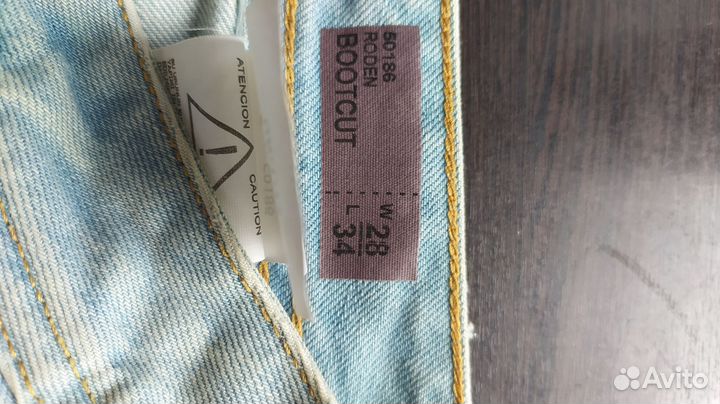 50186
RODEN
BOOTCUT
W 28
L 34
ATENCION
CAUTION
Avito